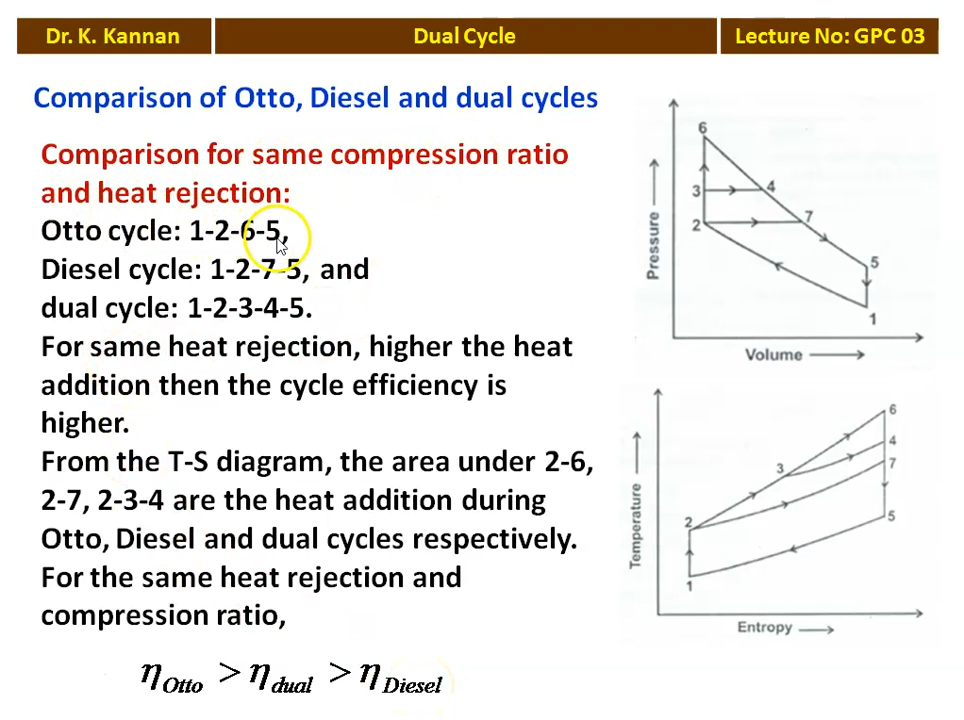 Dr. K. Kannan
Dual Cycle
Lecture No: GPC 03
Comparison of Otto, Diesel and dual cycles
Comparison for same compression ratio
and heat rejection:
Otto cycle: 1-2-6-5,
Diesel cycle: 1-2-7-5, and
dual cycle: 1-2-3-4-5.
For same heat rejection, higher the heat
addition then the cycle efficiency is
higher.
From the T-S diagram, the area under 2-6,
2-7, 2-3-4 are the heat addition during
Otto, Diesel and dual cycles respectively.
For the same heat rejection and
compression ratio,
η Otto > η dual > η Diesel
Pressure
6
3
4
2
7
5
1
Volume
Temperature
6
4
3
7
2
5
1
Entropy